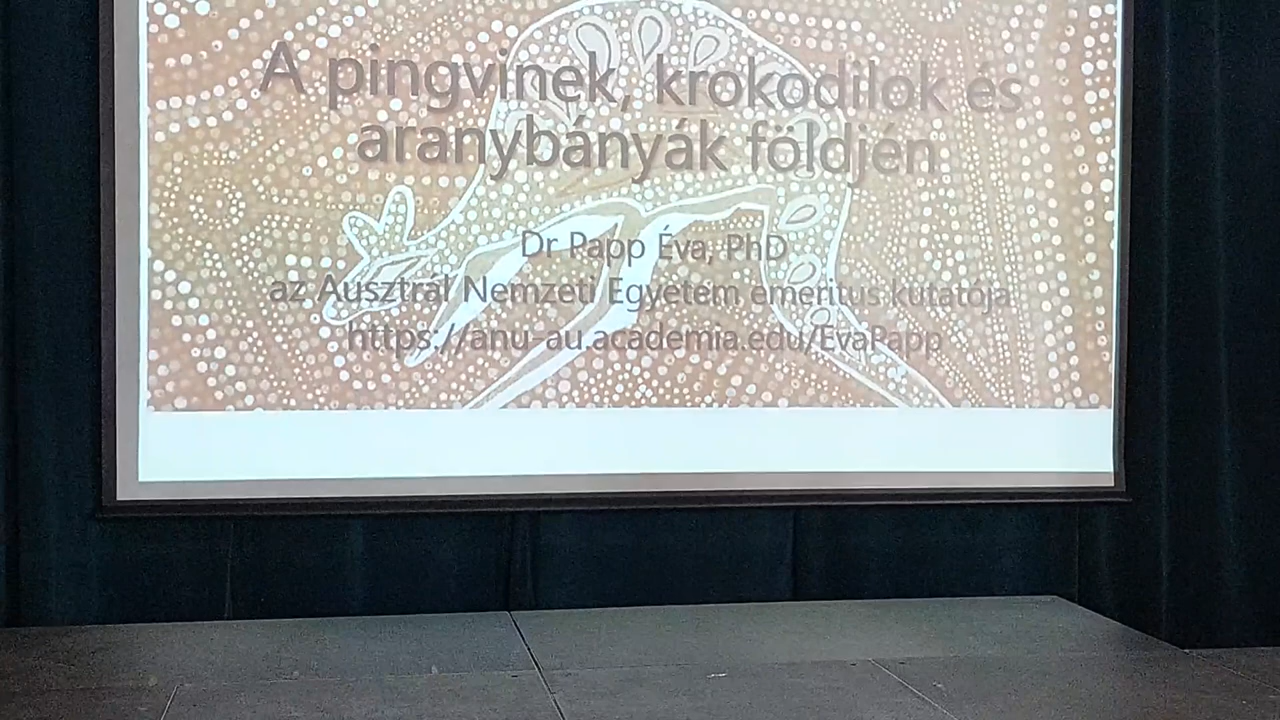 A pingvinek, krokodilok és
aranybányák földjén
Dr Papp Éva, PhD
az Ausztrál Nemzeti Egyetem emeritus kutatója
https://anu-au.academia.edu/EvaPapp